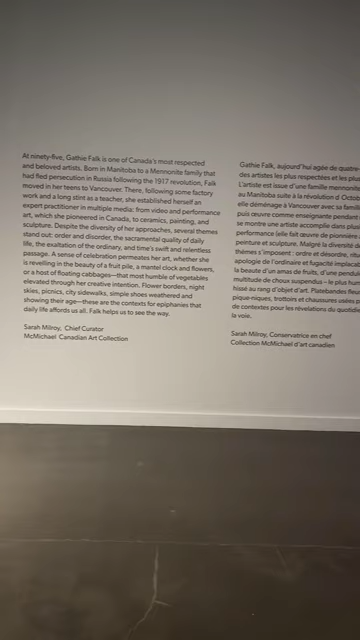 At ninety-five, Gathie Falk is one of Canada's most respected
and beloved artists. Born in Manitoba to a Mennonite family that
had fled persecution in Russia following the 1917 revolution, Falk
moved in her teens to Vancouver. There, following some factory
work and a long stint as a teacher, she established herself an
expert practitioner in multiple media: from video and performance
art, which she pioneered in Canada, to ceramics, painting, and
sculpture. Despite the diversity of her approaches, several themes
stand out: order and disorder, the sacramental quality of daily
life, the exaltation of the ordinary, and time's swift and relentless
passage. A sense of celebration permeates her art, whether she
is revelling in the beauty of a fruit pile, a mantel clock and flowers,
or a host of floating cabbages—that most humble of vegetables
elevated through her creative intention. Flower borders, night
skies, picnics, city sidewalks, simple shoes weathered and
showing their age—these are the contexts for epiphanies that
daily life affords us all. Falk helps us to see the way.
Sarah Milroy, Chief Curator
McMichael Canadian Art Collection
Gathie Falk, aujourd'hui âgée de quatre-
des artistes les plus respectées et les plus
L'artiste est issue d'une famille mennonite
au Manitoba suite à la révolution d'Octob
elle déménage à Vancouver avec sa famil
puis œuvre comme enseignante pendant
se montre une artiste accomplie dans plusi
performance (elle fait œuvre de pionnière
peinture et sculpture. Malgré la diversité de
thèmes s'imposent : ordre et désordre, ritu
apologie de l'ordinaire et fugacité implacab
la beauté d'un amas de fruits, d'une pendul
multitude de choux suspendus – le plus hum
hissé au rang d'objet d'art. Platebandes fleur
pique-niques, trottoirs et chaussures usées p
de contextes pour les révélations du quotidie
la voie.
Sarah Milroy, Conservatrice en chef
Collection McMichael d'art canadien